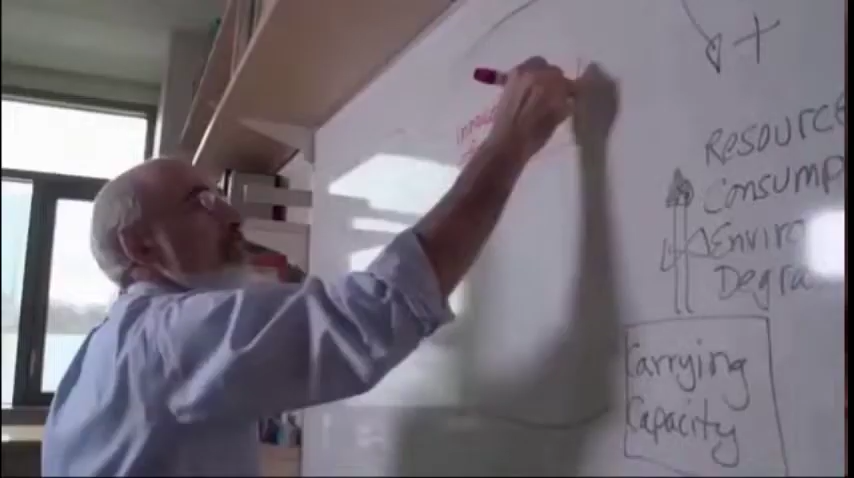 +
Resource
Consump
Enviro
Degra
Carrying
Capacity